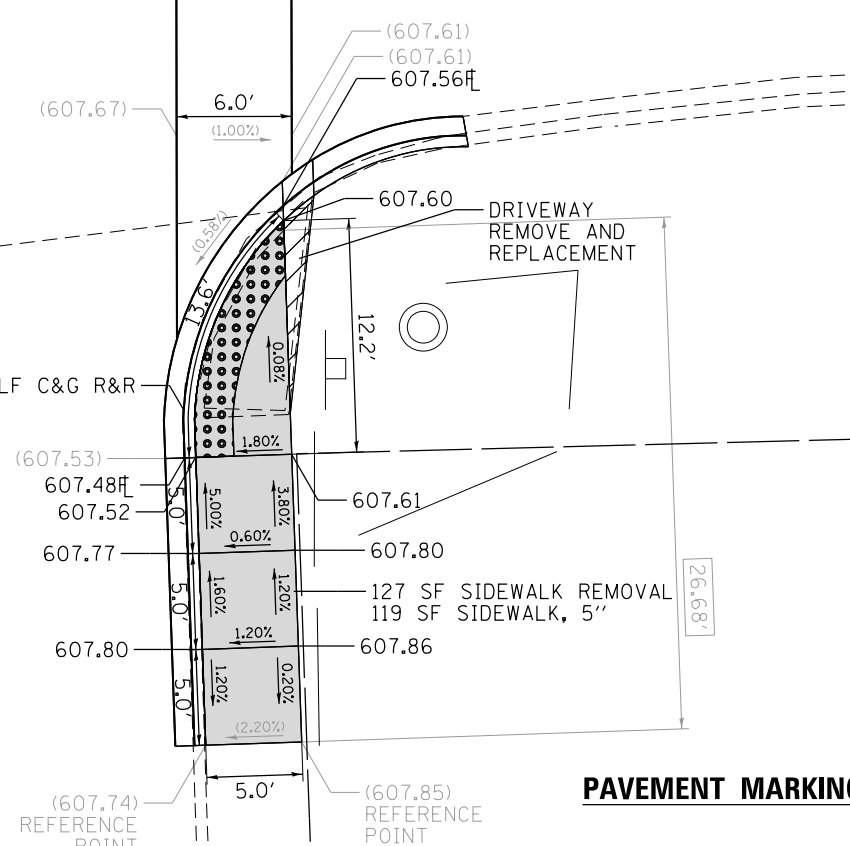 (607.61)
(607.61)
607.56FL
(607.67)
6.0'
(1.00%)
607.60
DRIVEWAY
REMOVE AND
REPLACEMENT
(0.58%)
13.6'
12.2'
0.08%
LF C&G R&R
1.80%
(607.53)
607.48FL
607.52
5.0'
5.00%
3.80%
607.61
0.60%
607.77
607.80
5.0'
1.60%
1.20%
127 SF SIDEWALK REMOVAL
119 SF SIDEWALK, 5"
26.68'
1.20%
607.80
607.86
5.0'
1.20%
0.20%
(2.20%)
5.0'
PAVEMENT MARKING
(607.74)
REFERENCE
POINT
(607.85)
REFERENCE
POINT